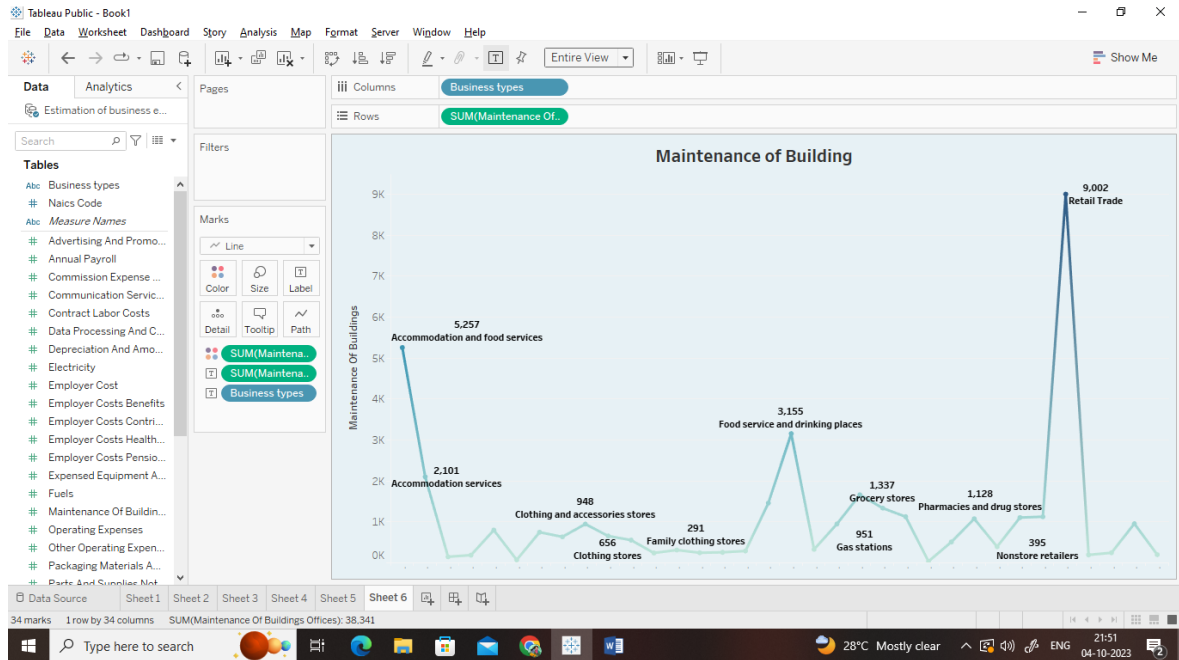 Tableau Public - Book1
File Data Worksheet Dashboard Story Analysis Map Format Server Window Help
Entire View
Show Me
Data Analytics
Estimation of business e...
Search
Tables
Abc Business types
# Naics Code
Abc Measure Names
# Advertising And Promo...
# Annual Payroll
# Commission Expense ...
# Communication Servic...
# Contract Labor Costs
# Data Processing And C...
# Depreciation And Amo...
# Electricity
# Employer Cost
# Employer Costs Benefits
# Employer Costs Contri...
# Employer Costs Health...
# Employer Costs Pensio...
# Expensed Equipment A...
# Fuels
# Maintenance Of Buildin...
# Operating Expenses
# Other Operating Expen...
# Packaging Materials A...
# Parts And Supplies Not
Pages
Filters
Marks
Line
Color Size Label
Detail Tooltip Path
SUM(Maintena..
SUM(Maintena..
Business types
Columns Business types
Rows SUM(Maintenance Of..
Maintenance of Building
Maintenance Of Buildings
9K
8K
7K
6K
5K
4K
3K
2K
1K
0K
5,257
Accommodation and food services
2,101
Accommodation services
948
Clothing and accessories stores
656
Clothing stores
291
Family clothing stores
3,155
Food service and drinking places
1,337
Grocery stores
951
Gas stations
1,128
Pharmacies and drug stores
395
Nonstore retailers
9,002
Retail Trade
Data Source Sheet 1 Sheet 2 Sheet 3 Sheet 4 Sheet 5 Sheet 6
34 marks 1 row by 34 columns SUM(Maintenance Of Buildings Offices): 38.341
Type here to search
28°C Mostly clear
ENG
21:51
04-10-2023
2